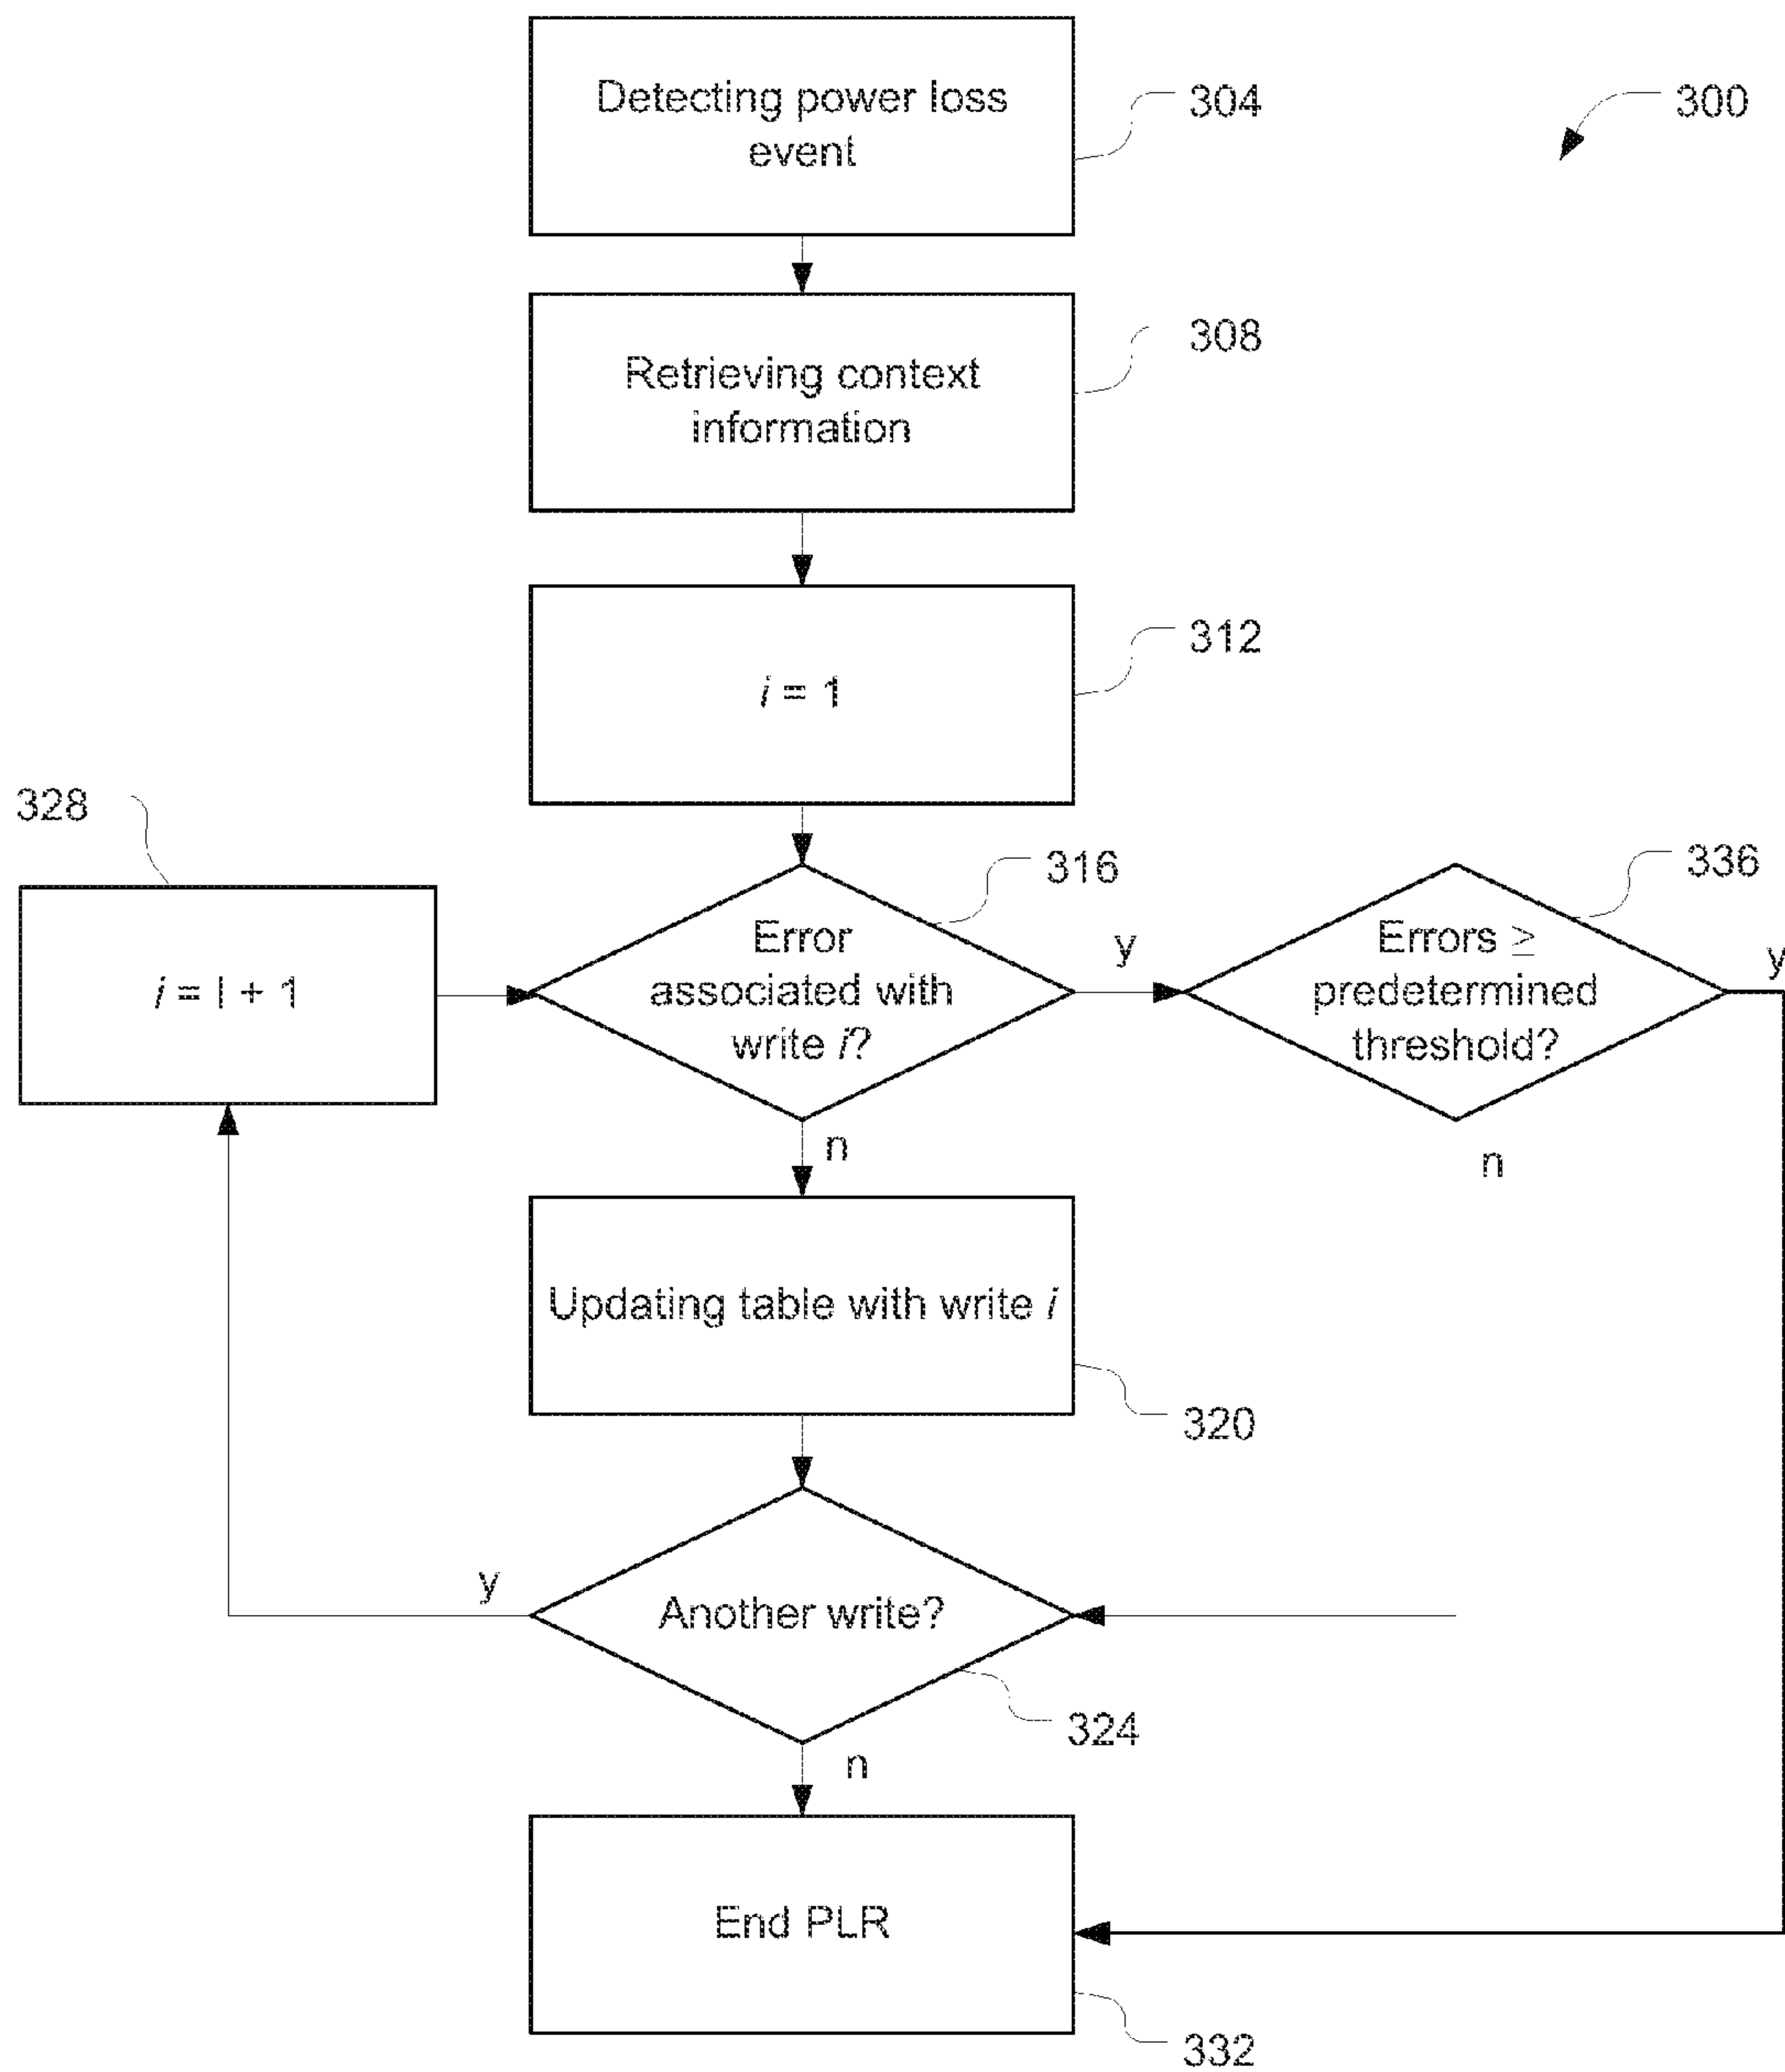 Detecting power loss
event
304
300
Retrieving context
information
308
i = 1
312
328
i = I + 1
Error
associated with
write i?
316
y
Errors ≥
predetermined
threshold?
336
y
n
n
Updating table with write i
320
Another write?
y
324
n
End PLR
332